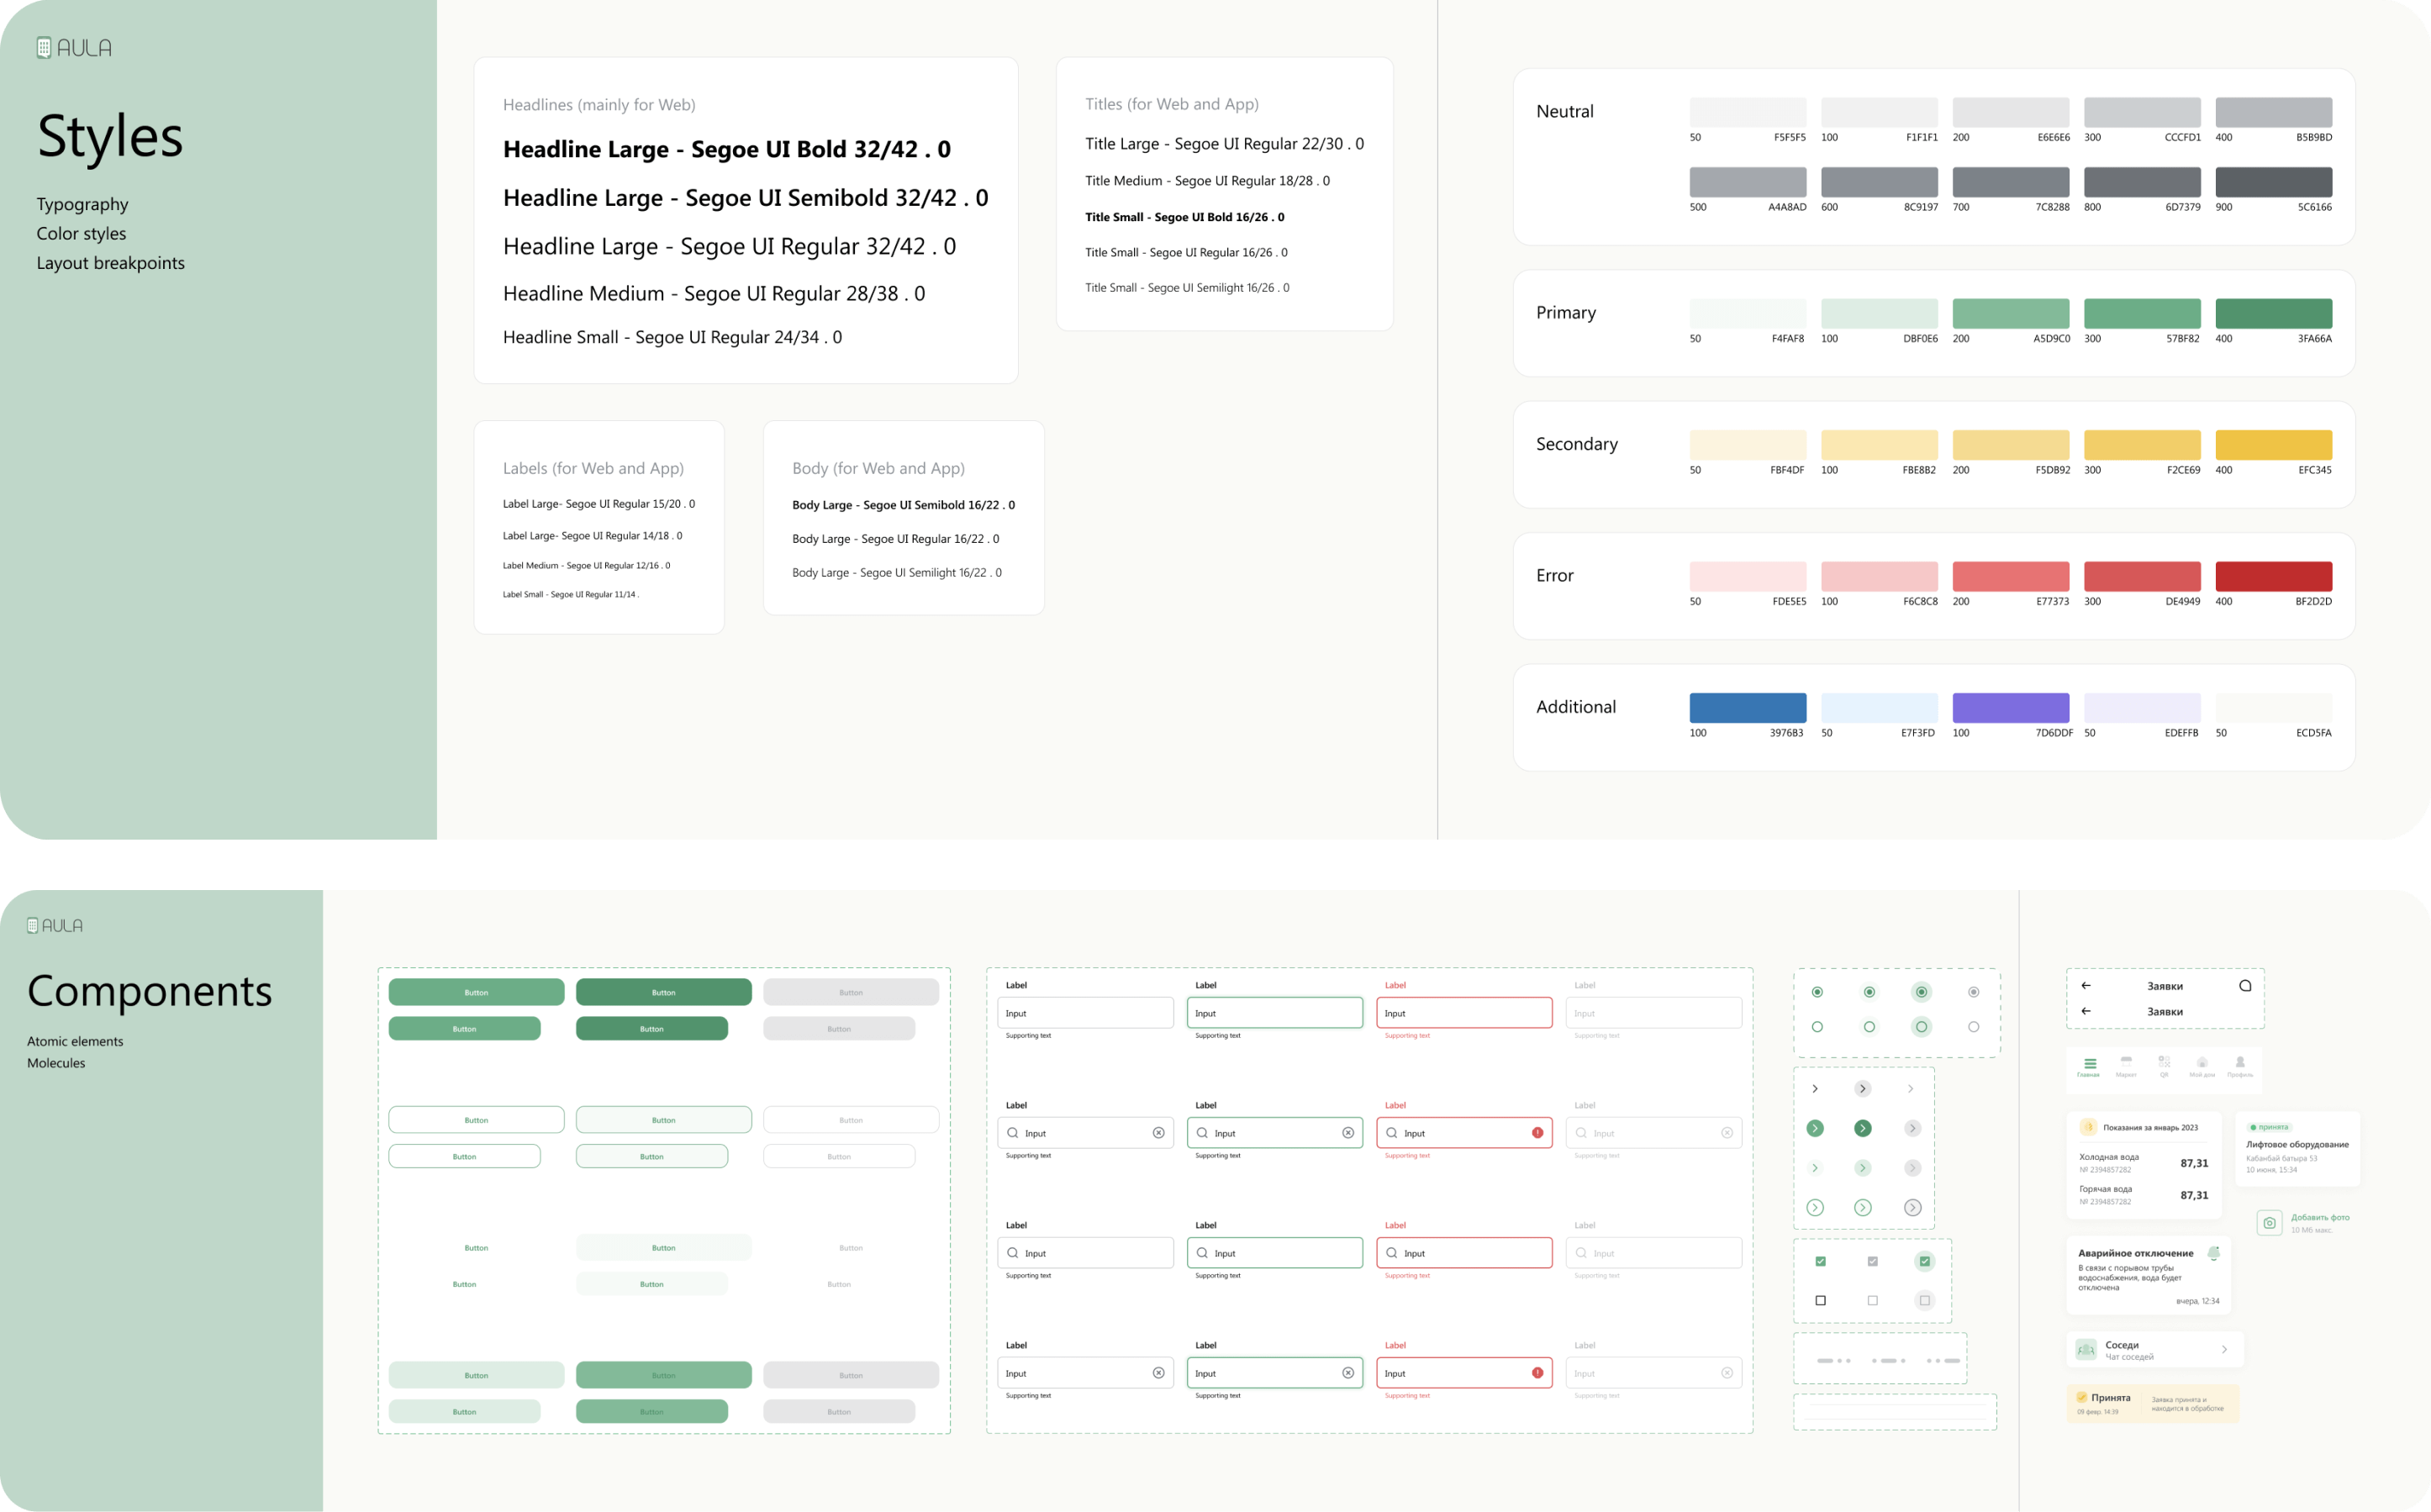 AULA
Styles
Typography
Color styles
Layout breakpoints
Headlines (mainly for Web)
Headline Large - Segoe UI Bold 32/42 . 0
Headline Large - Segoe UI Semibold 32/42 . 0
Headline Large - Segoe UI Regular 32/42 . 0
Headline Medium - Segoe UI Regular 28/38 . 0
Headline Small - Segoe UI Regular 24/34 . 0
Titles (for Web and App)
Title Large - Segoe UI Regular 22/30 . 0
Title Medium - Segoe UI Regular 18/28 . 0
Title Small - Segoe UI Bold 16/26 . 0
Title Small - Segoe UI Regular 16/26 . 0
Title Small - Segoe UI Semilight 16/26 . 0
Labels (for Web and App)
Label Large- Segoe UI Regular 15/20 . 0
Label Large- Segoe UI Regular 14/18 . 0
Label Medium - Segoe UI Regular 12/16 . 0
Label Small - Segoe UI Regular 11/14 .
Body (for Web and App)
Body Large - Segoe UI Semibold 16/22 . 0
Body Large - Segoe UI Regular 16/22 . 0
Body Large - Segoe UI Semilight 16/22 . 0
Neutral
50 F5F5F5 100 F1F1F1 200 E6E6E6 300 CCCFD1 400 B5B9BD
500 A4A8AD 600 8C9197 700 7C8288 800 6D7379 900 5C6166
Primary
50 F4FAF8 100 DBF0E6 200 A5D9C0 300 57BF82 400 3FA66A
Secondary
50 FBF4DF 100 FBE8B2 200 F5DB92 300 F2CE69 400 EFC345
Error
50 FDE5E5 100 F6C8C8 200 E77373 300 DE4949 400 BF2D2D
Additional
100 3976B3 50 E7F3FD 100 7D6DDF 50 EDEFFB 50 ECD5FA
AULA
Components
Atomic elements
Molecules
Button Button Button
Button Button Button
Button Button Button
Button Button Button
Button Button Button
Button Button Button
Button Button Button
Button Button Button
Label Label Label Label
Input Input Input Input
Supporting text Supporting text Supporting text Supporting text
Label Label Label Label
Input Input Input Input
Supporting text Supporting text Supporting text Supporting text
Label Label Label Label
Input Input Input Input
Supporting text Supporting text Supporting text Supporting text
Label Label Label Label
Input Input Input Input
Supporting text Supporting text Supporting text Supporting text
Заявки
Заявки
Главная Маркет QR Мой дом Профиль
Показания за январь 2023
Холодная вода
№ 2394857282
87,31
Горячая вода
№ 2394857282
87,31
принята
Лифтовое оборудование
Кабанбай батыра 53
10 июня, 15:34
Добавить фото
10 Мб макс.
Аварийное отключение
В связи с порывом трубы
водоснабжения, вода будет
отключена
вчера, 12:34
Соседи
Чат соседей
Принята
09 февр. 14:39
Заявка принята и
находится в обработке